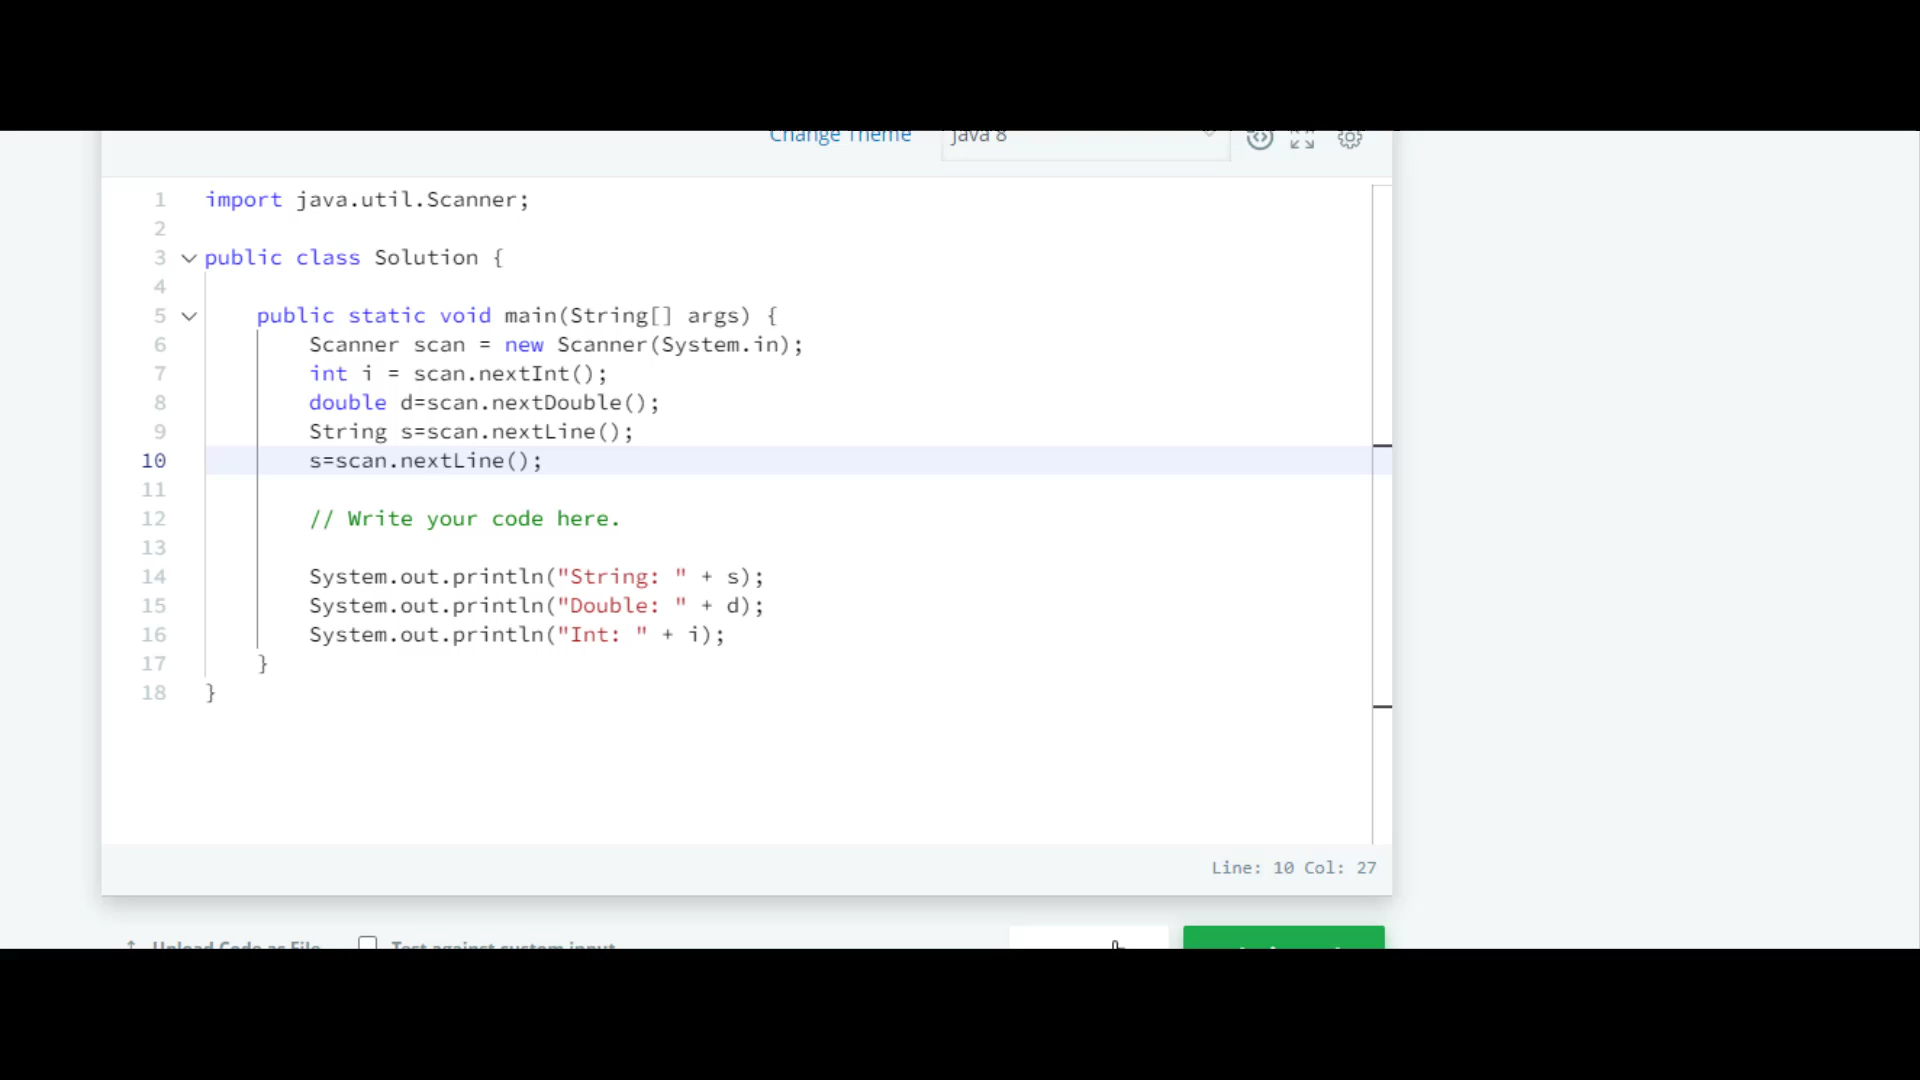 Change Theme
Java 8
1 import java.util.Scanner;
2
3 public class Solution {
4
5 public static void main(String[] args) {
6 Scanner scan = new Scanner(System.in);
7 int i = scan.nextInt();
8 double d=scan.nextDouble();
9 String s=scan.nextLine();
10 s=scan.nextLine();
11
12 // Write your code here.
13
14 System.out.println("String: " + s);
15 System.out.println("Double: " + d);
16 System.out.println("Int: " + i);
17 }
18 }
Line: 10 Col: 27
Upload Code as File
Test against custom input